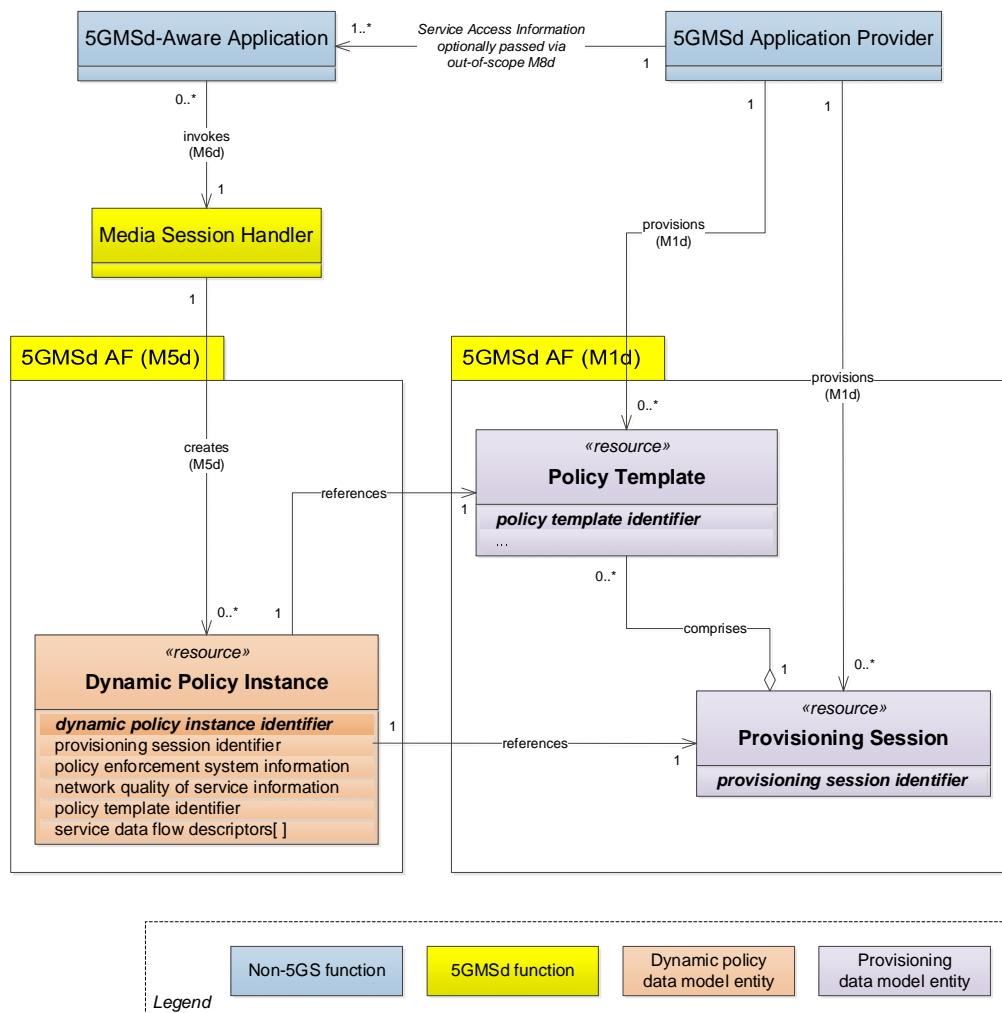 5GMSd-Aware Application
1..*
Service Access Information
optionally passed via
out-of-scope M8d
1
5GMSd Application Provider
0..*
invokes
(M6d)
1
1
1
Media Session Handler
1
provisions
(M1d)
5GMSd AF (M5d)
5GMSd AF (M1d)
provisions
(M1d)
0..*
creates
(M5d)
«resource»
Policy Template
policy template identifier
...
references
1
0..*
0..*
1
comprises
1
0..*
«resource»
Dynamic Policy Instance
dynamic policy instance identifier
provisioning session identifier
policy enforcement system information
network quality of service information
policy template identifier
service data flow descriptors[ ]
1
references
1
«resource»
Provisioning Session
provisioning session identifier
Legend
Non-5GS function
5GMSd function
Dynamic policy
data model entity
Provisioning
data model entity